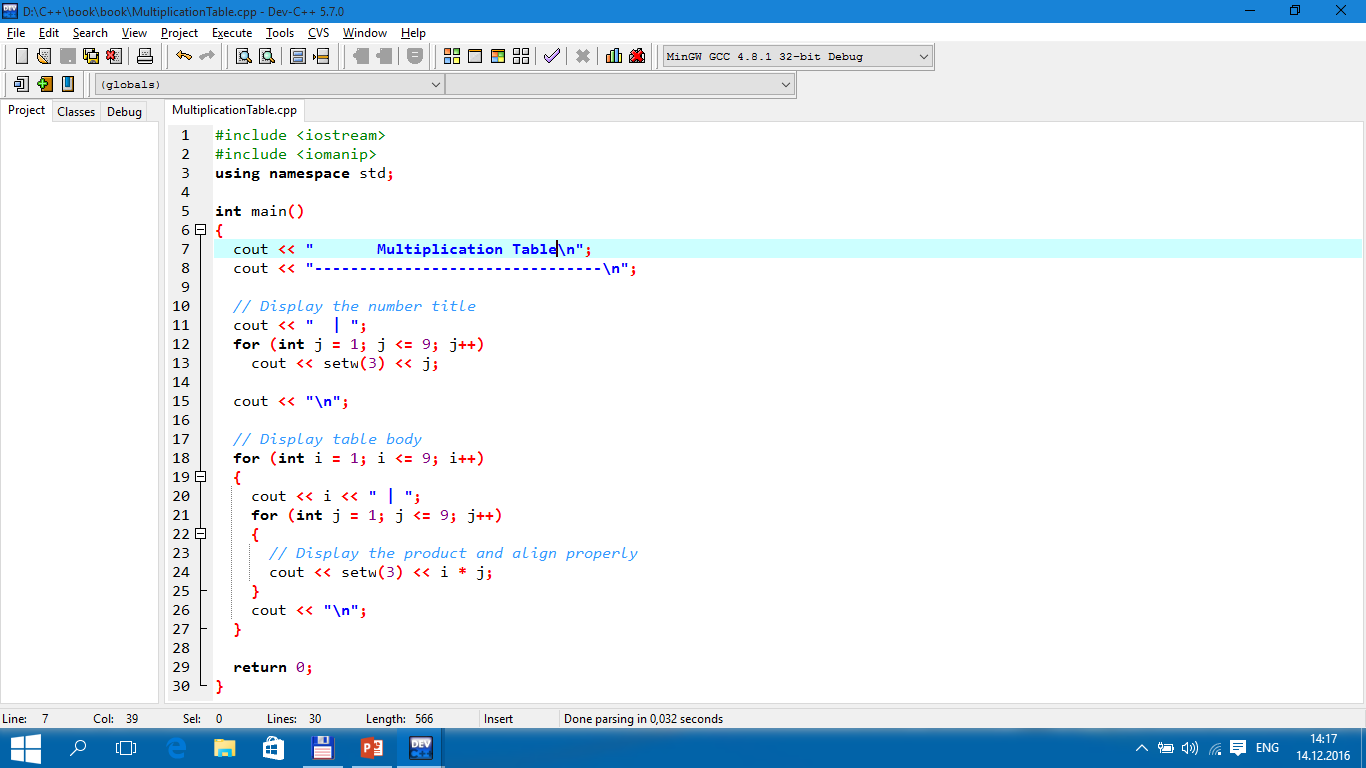 D:\C++\book\book\MultiplicationTable.cpp - Dev-C++ 5.7.0
File Edit Search View Project Execute Tools CVS Window Help
MinGW GCC 4.8.1 32-bit Debug
(globals)
Project Classes Debug MultiplicationTable.cpp
1 #include <iostream>
2 #include <iomanip>
3 using namespace std;
4
5 int main()
6 {
7   cout << "       Multiplication Table\n";
8   cout << "--------------------------------\n";
9
10   // Display the number title
11   cout << "  | ";
12   for (int j = 1; j <= 9; j++)
13     cout << setw(3) << j;
14
15   cout << "\n";
16
17   // Display table body
18   for (int i = 1; i <= 9; i++)
19   {
20     cout << i << " | ";
21     for (int j = 1; j <= 9; j++)
22     {
23       // Display the product and align properly
24       cout << setw(3) << i * j;
25     }
26     cout << "\n";
27   }
28
29   return 0;
30 }
Line: 7 Col: 39 Sel: 0 Lines: 30 Length: 566 Insert Done parsing in 0,032 seconds
DEV C++
ENG
14:17
14.12.2016